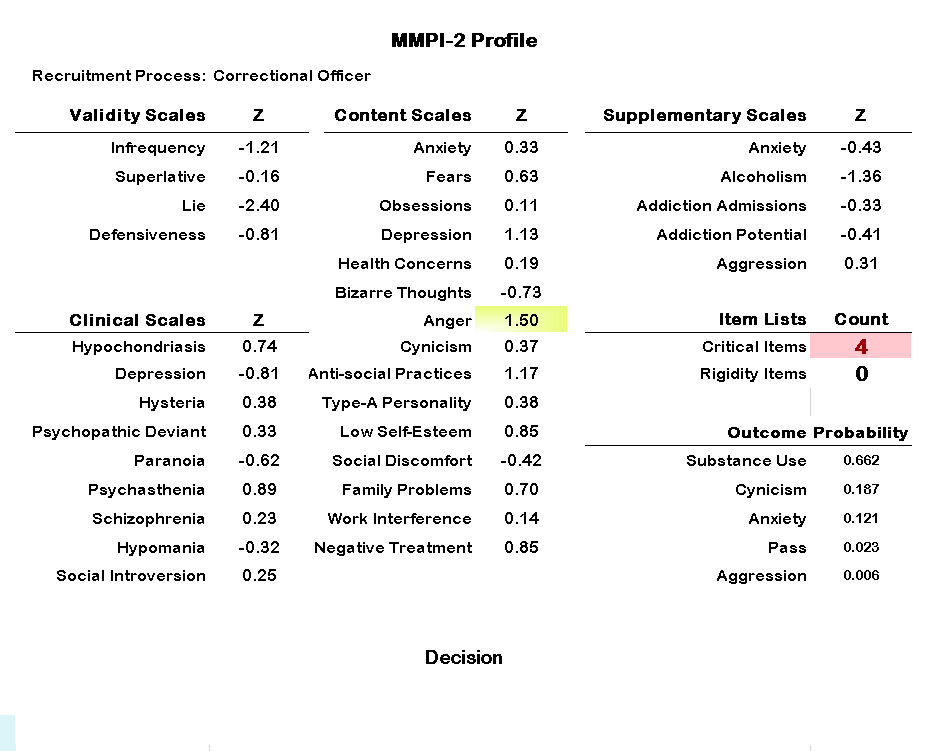 MMPI-2 Profile
Recruitment Process: Correctional Officer
Validity Scales Z
Infrequency -1.21
Superlative -0.16
Lie -2.40
Defensiveness -0.81
Clinical Scales Z
Hypochondriasis 0.74
Depression -0.81
Hysteria 0.38
Psychopathic Deviant 0.33
Paranoia -0.62
Psychasthenia 0.89
Schizophrenia 0.23
Hypomania -0.32
Social Introversion 0.25
Content Scales Z
Anxiety 0.33
Fears 0.63
Obsessions 0.11
Depression 1.13
Health Concerns 0.19
Bizarre Thoughts -0.73
Anger 1.50
Cynicism 0.37
Anti-social Practices 1.17
Type-A Personality 0.38
Low Self-Esteem 0.85
Social Discomfort -0.42
Family Problems 0.70
Work Interference 0.14
Negative Treatment 0.85
Supplementary Scales Z
Anxiety -0.43
Alcoholism -1.36
Addiction Admissions -0.33
Addiction Potential -0.41
Aggression 0.31
Item Lists Count
Critical Items 4
Rigidity Items 0
Outcome Probability
Substance Use 0.662
Cynicism 0.187
Anxiety 0.121
Pass 0.023
Aggression 0.006
Decision